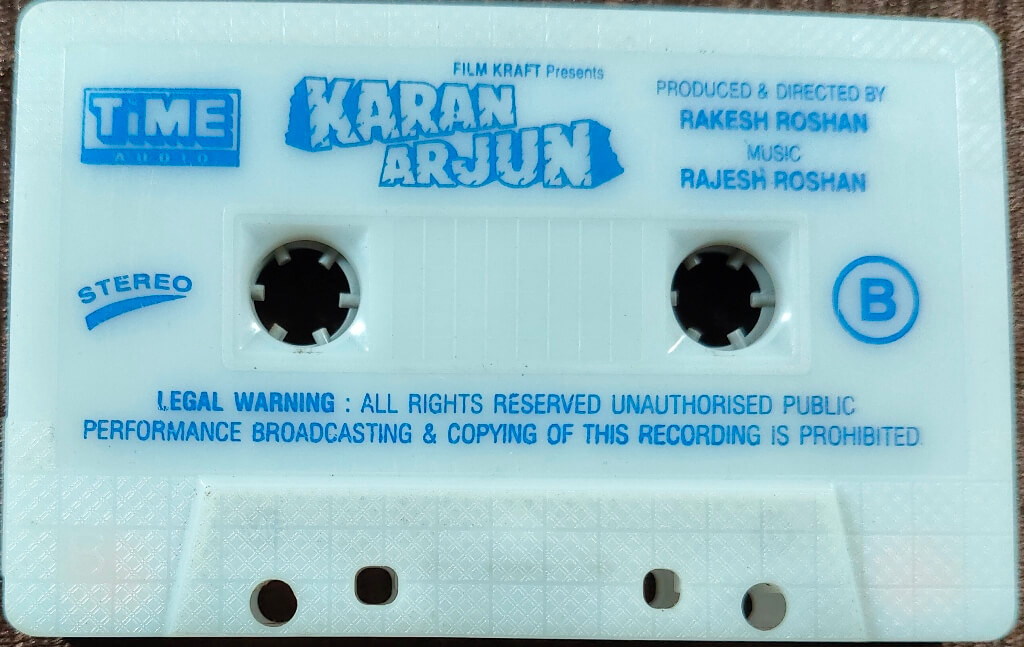 TiME
AUDIO
FILM KRAFT Presents
KARAN
ARJUN
PRODUCED & DIRECTED BY
RAKESH ROSHAN
MUSIC
RAJESH ROSHAN
STEREO
B
LEGAL WARNING : ALL RIGHTS RESERVED UNAUTHORISED PUBLIC
PERFORMANCE BROADCASTING & COPYING OF THIS RECORDING IS PROHIBITED